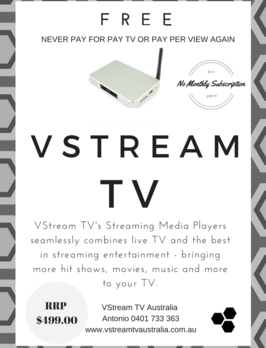 FREE
NEVER PAY FOR PAY TV OR PAY PER VIEW AGAIN
No Monthly Subscription
VSTREAM
TV
VStream TV's Streaming Media Players
seamlessly combines live TV and the best
in streaming entertainment - bringing
more hit shows, movies, music and more
to your TV.
RRP
$499.00
VStream TV Australia
Antonio 0401 733 363
www.vstreamtvaustralia.com.au